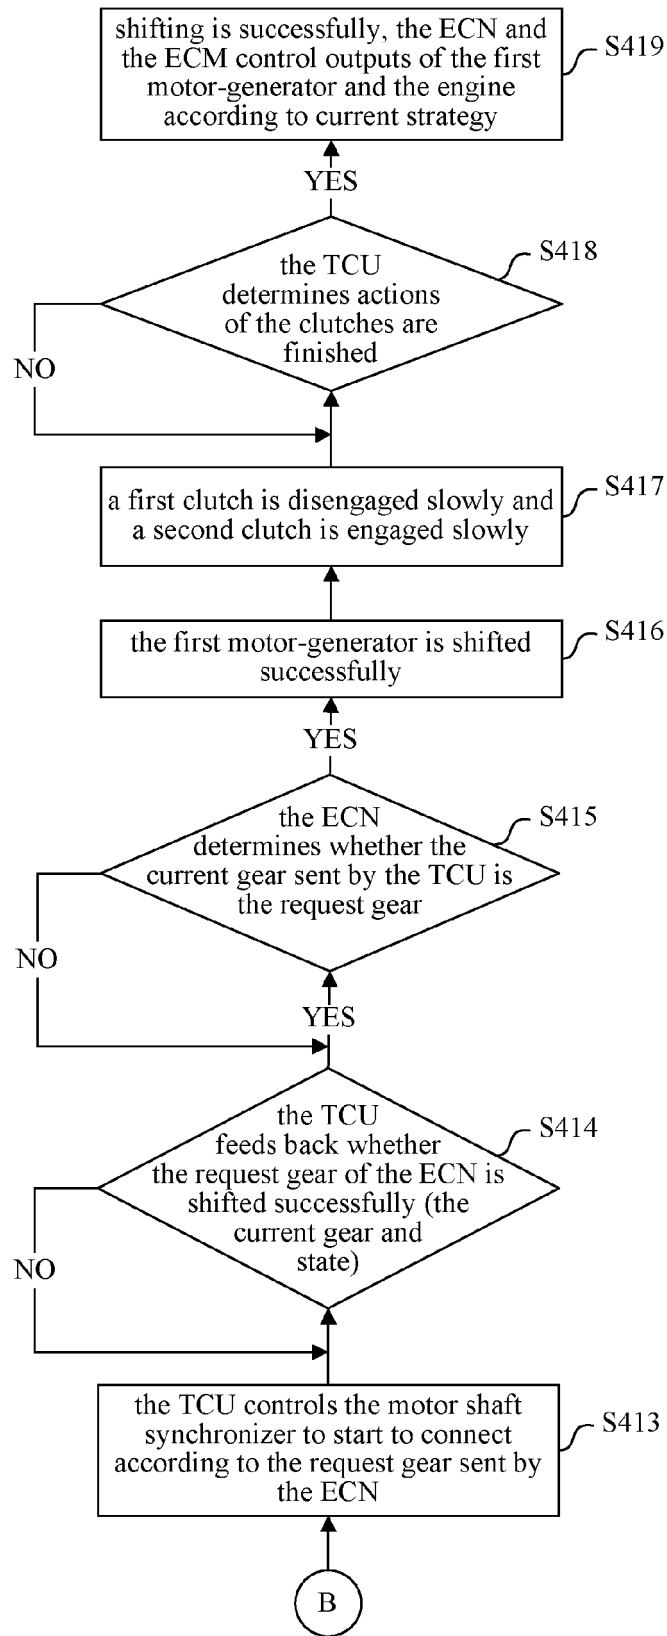 shifting is successfully, the ECN and
the ECM control outputs of the first
motor-generator and the engine
according to current strategy
S419
YES
the TCU
determines actions
of the clutches are
finished
S418
NO
a first clutch is disengaged slowly and
a second clutch is engaged slowly
S417
the first motor-generator is shifted
successfully
S416
YES
the ECN
determines whether the
current gear sent by the TCU is
the request gear
S415
NO
YES
the TCU
feeds back whether
the request gear of the ECN is
shifted successfully (the
current gear and
state)
S414
NO
the TCU controls the motor shaft
synchronizer to start to connect
according to the request gear sent by
the ECN
S413
B